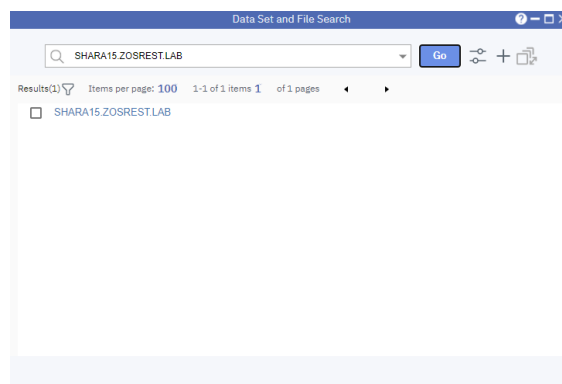 Data Set and File Search
SHARA15.ZOSREST.LAB Go
Results(1) Items per page: 100 1-1 of 1 items 1 of 1 pages
SHARA15.ZOSREST.LAB